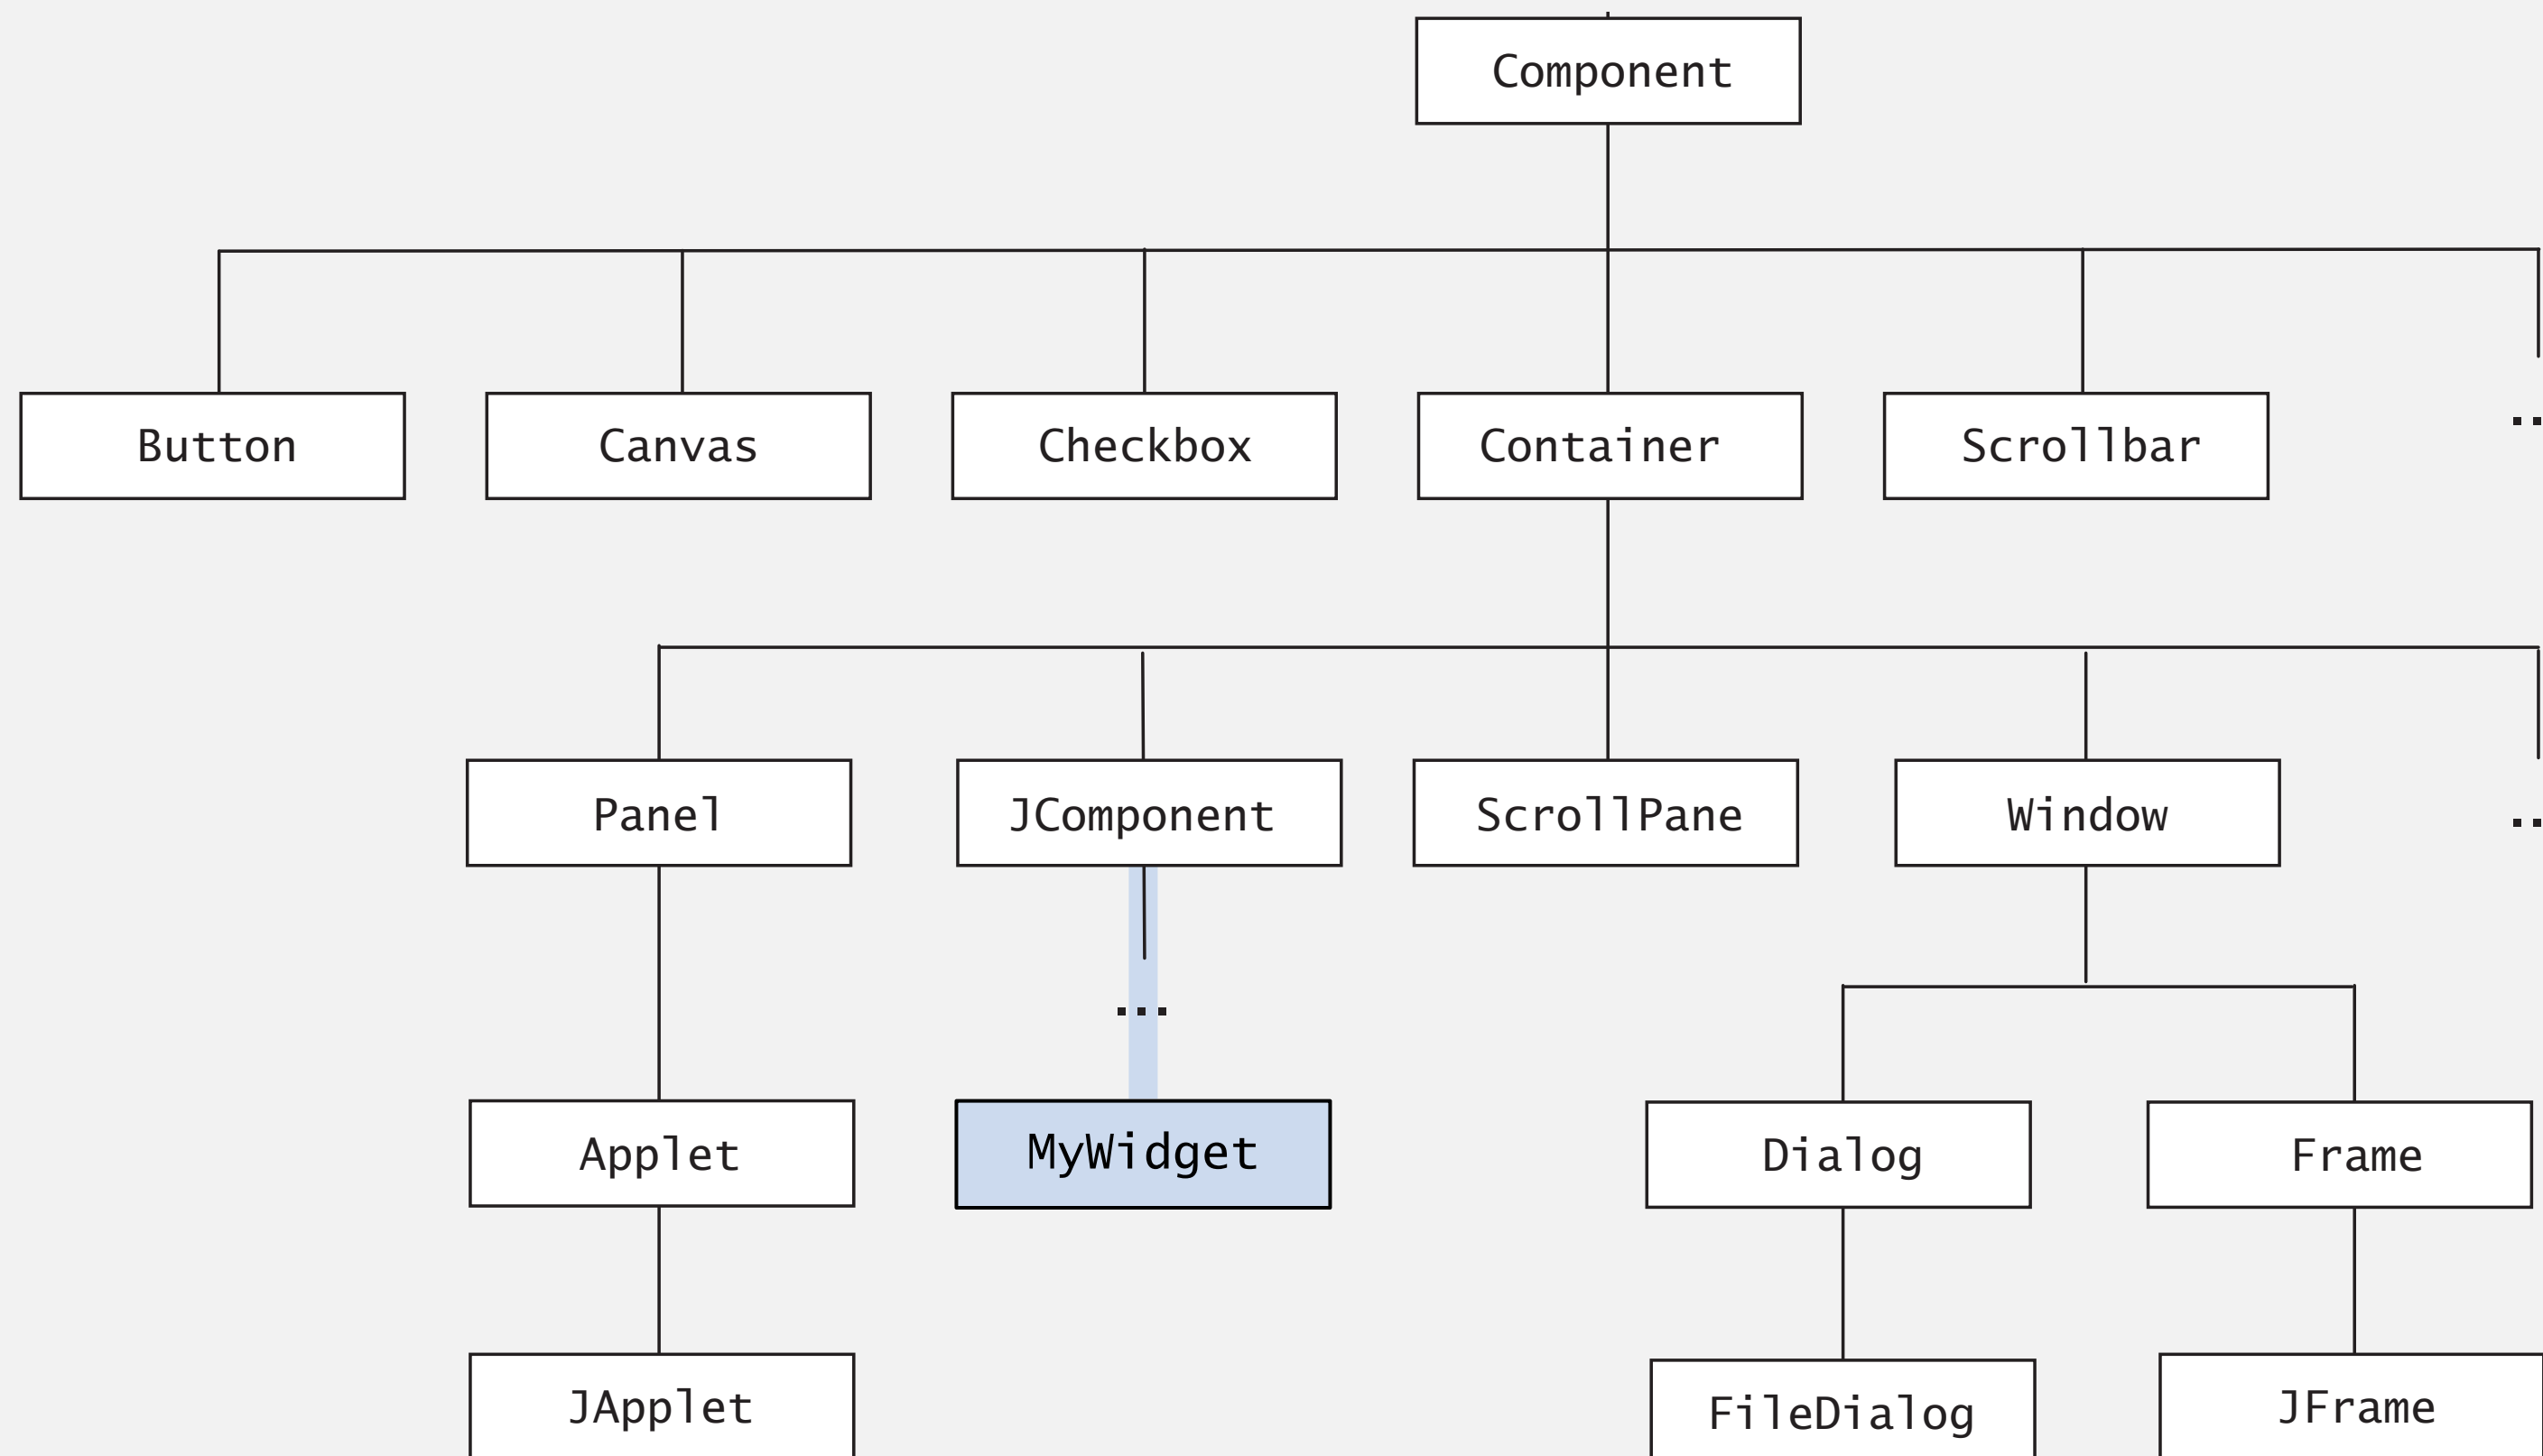 Component
Button Canvas Checkbox Container Scrollbar ..
Panel JComponent ScrollPane Window ..
...
Applet MyWidget Dialog Frame
JApplet FileDialog JFrame